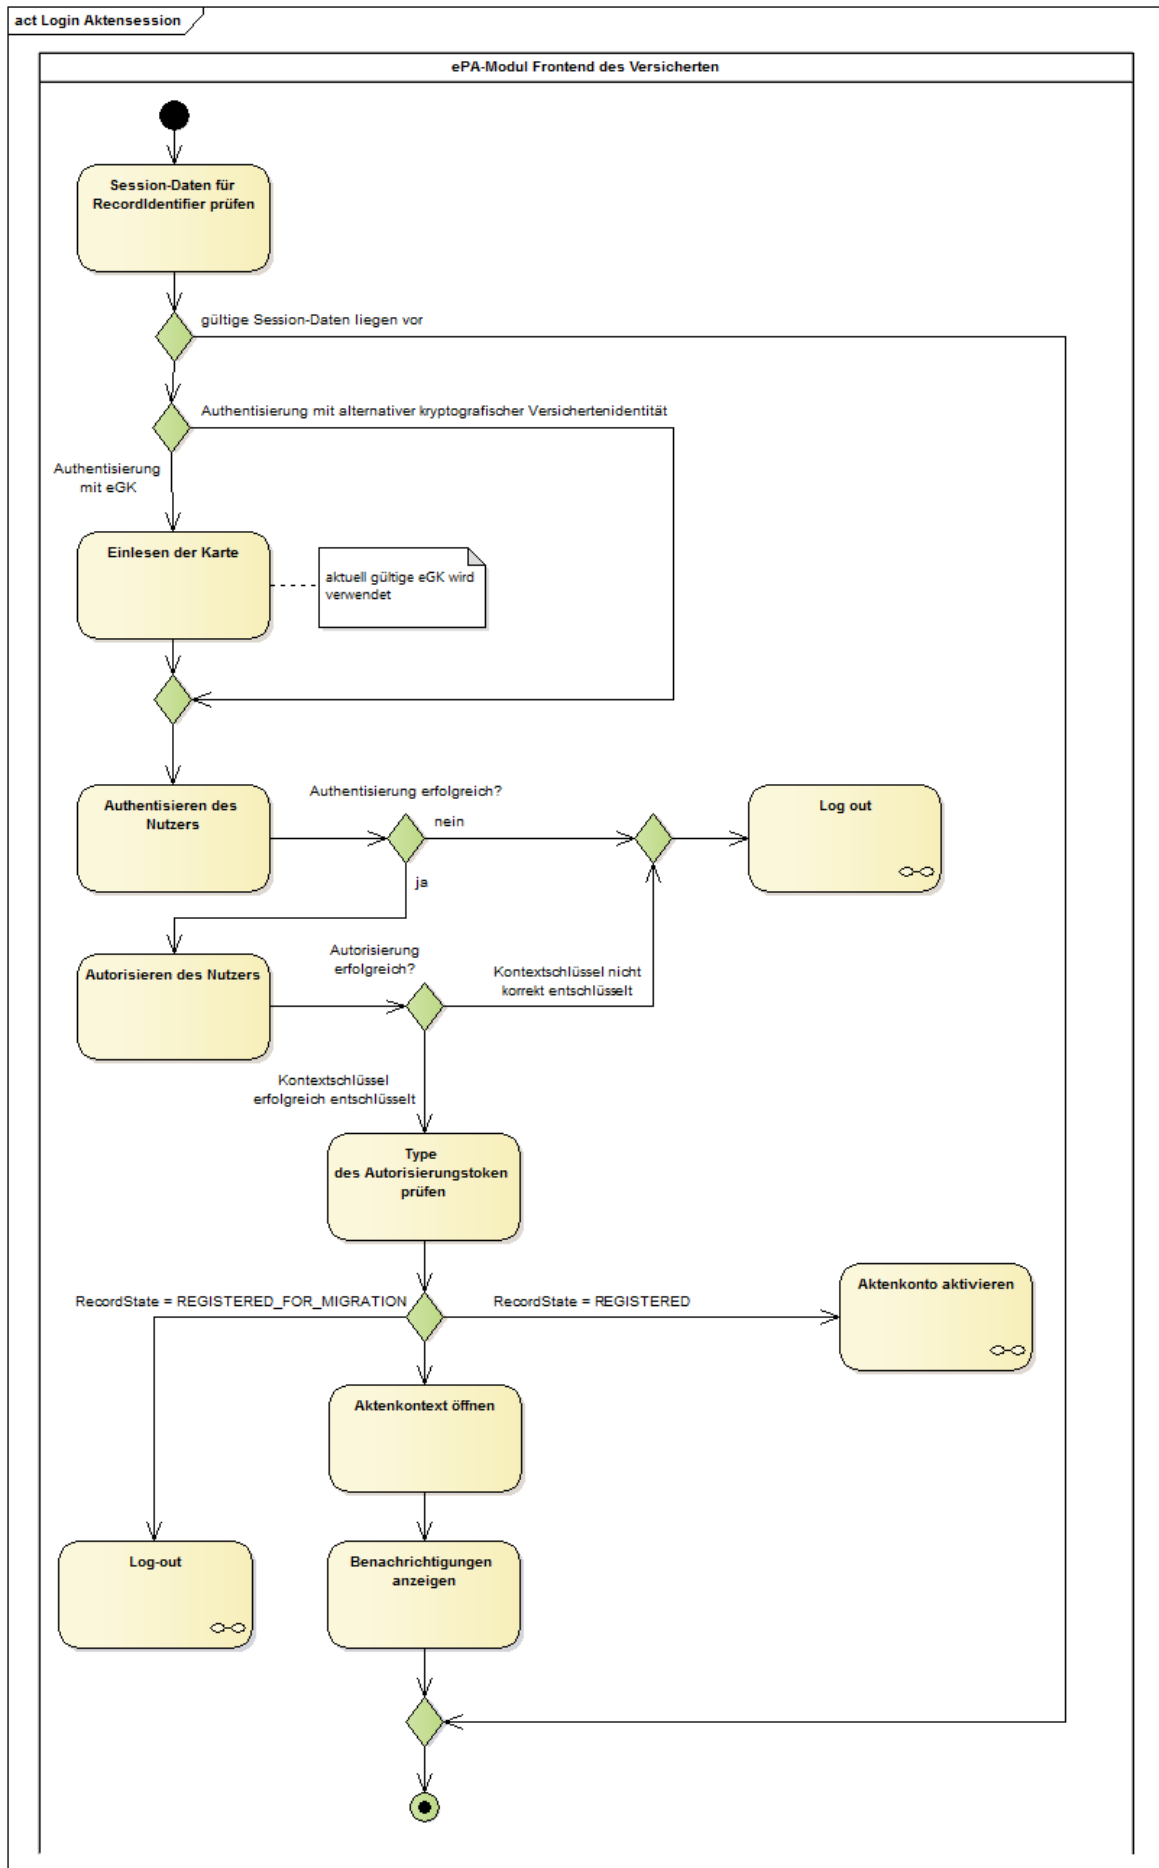 act Login Aktensession
ePA-Modul Frontend des Versicherten
Session-Daten für
RecordIdentifier prüfen
gültige Session-Daten liegen vor
Authentisierung mit alternativer kryptografischer Versichertenidentität
Authentisierung
mit eGK
Einlesen der Karte
aktuell gültige eGK wird
verwendet
Authentisieren des
Nutzers
Authentisierung erfolgreich?
nein
Log out
ja
Autorisieren des Nutzers
Autorisierung
erfolgreich?
Kontextschlüssel nicht
korrekt entschlüsselt
Kontextschlüssel
erfolgreich entschlüsselt
Type
des Autorisierungstoken
prüfen
RecordState = REGISTERED_FOR_MIGRATION
RecordState = REGISTERED
Aktenkonto aktivieren
Aktenkontext öffnen
Log-out
Benachrichtigungen
anzeigen